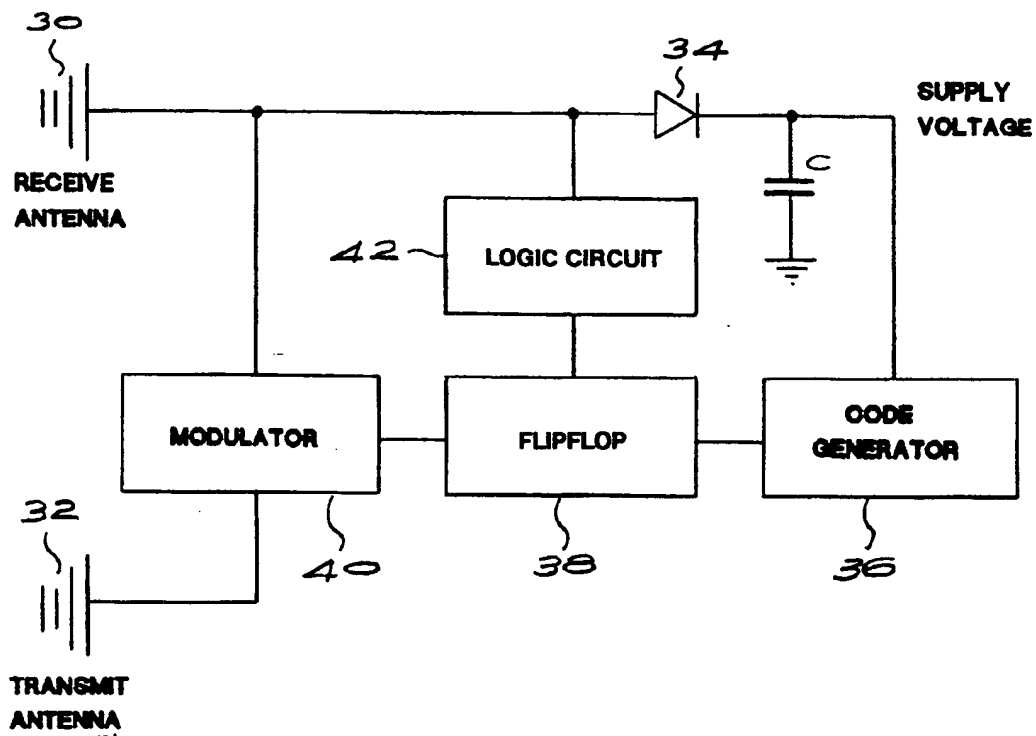 30
34
SUPPLY
VOLTAGE
C
RECEIVE
ANTENNA
42
LOGIC CIRCUIT
MODULATOR
FLIPFLOP
CODE
GENERATOR
32
40
38
36
TRANSMIT
ANTENNA